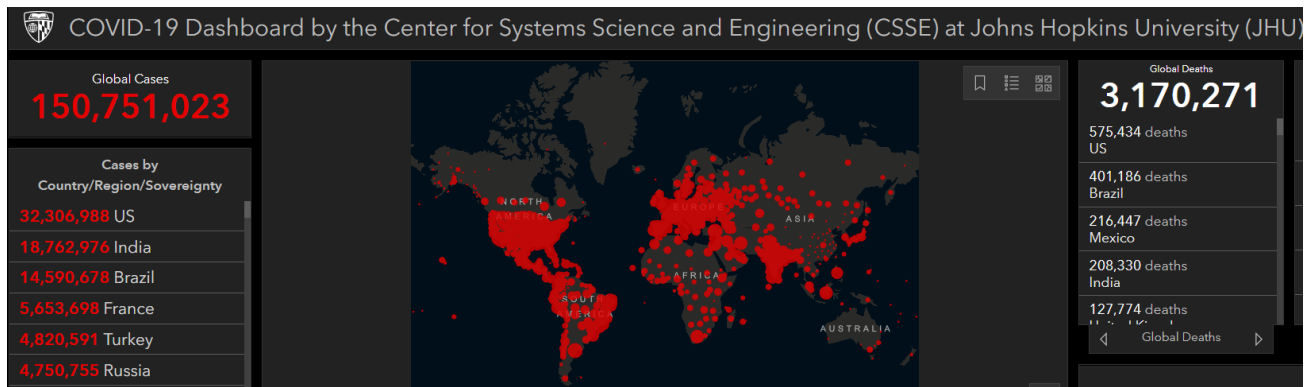 COVID-19 Dashboard by the Center for Systems Science and Engineering (CSSE) at Johns Hopkins University (JHU)
Global Cases
150,751,023
Cases by
Country/Region/Sovereignty
32,306,988 US
18,762,976 India
14,590,678 Brazil
5,653,698 France
4,820,591 Turkey
4,750,755 Russia
NORTH
AMERICA
EUROPE
ASIA
AFRICA
SOUTH
AMERICA
AUSTRALIA
Global Deaths
3,170,271
575,434 deaths
US
401,186 deaths
Brazil
216,447 deaths
Mexico
208,330 deaths
India
127,774 deaths
Global Deaths